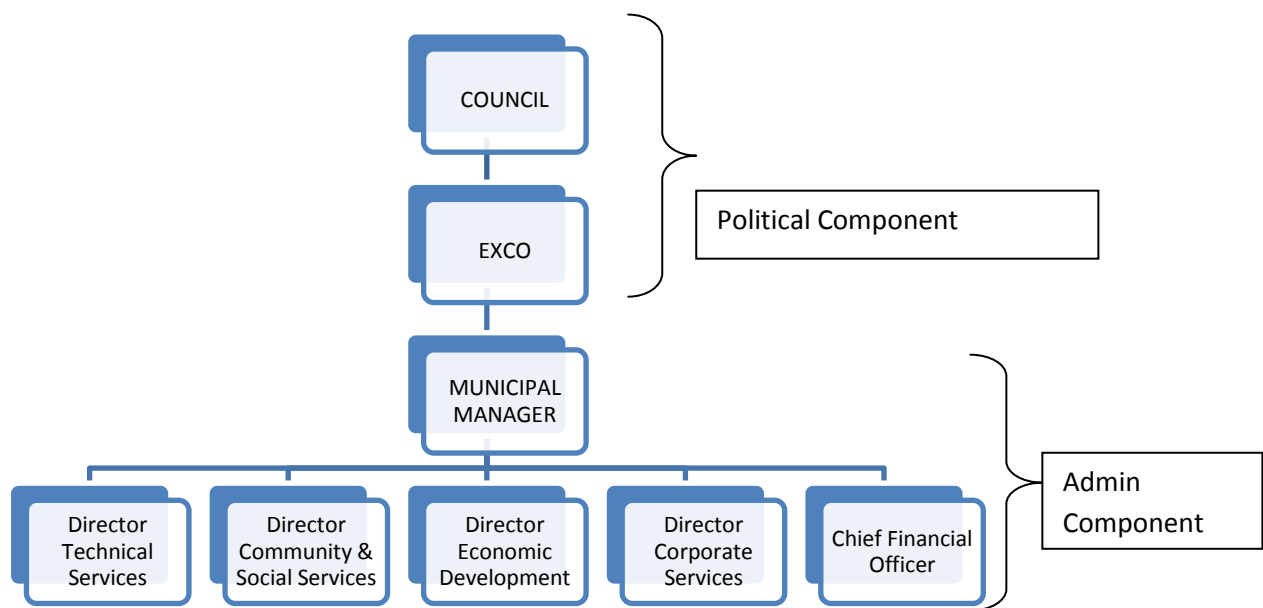 COUNCIL
EXCO
Political Component
MUNICIPAL
MANAGER
Admin
Component
Director
Technical
Services
Director
Community &
Social Services
Director
Economic
Development
Director
Corporate
Services
Chief Financial
Officer